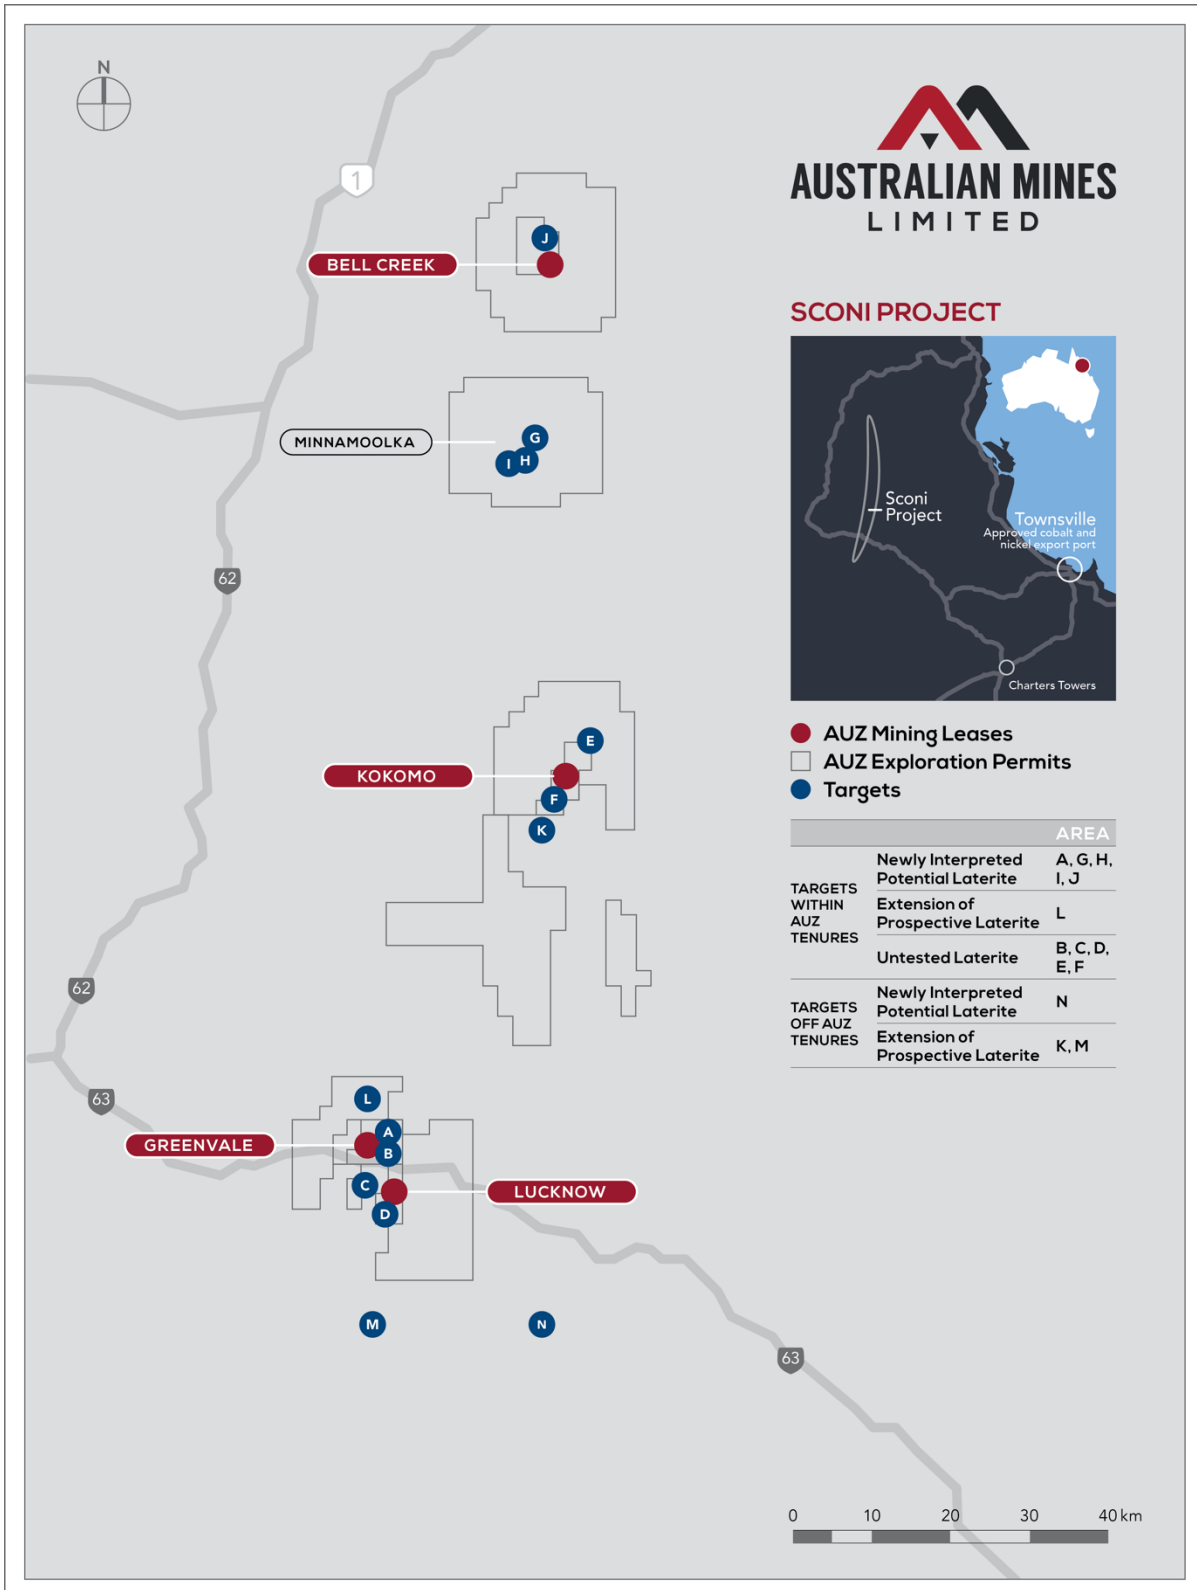 N
1
AUSTRALIAN MINES
LIMITED
J
BELL CREEK
SCONI PROJECT
Sconi
Project
Townsville
Approved cobalt and
nickel export port
Charters Towers
G
MINNAMOOLKA
I
H
62
E
KOKOMO
F
K
AUZ Mining Leases
AUZ Exploration Permits
Targets
AREA
TARGETS
WITHIN
AUZ
TENURES
Newly Interpreted
Potential Laterite
A, G, H,
I, J
Extension of
Prospective Laterite
L
Untested Laterite
B, C, D,
E, F
TARGETS
OFF AUZ
TENURES
Newly Interpreted
Potential Laterite
N
Extension of
Prospective Laterite
K, M
62
63
L
A
GREENVALE
B
C
LUCKNOW
D
M
N
63
0 10 20 30 40 km